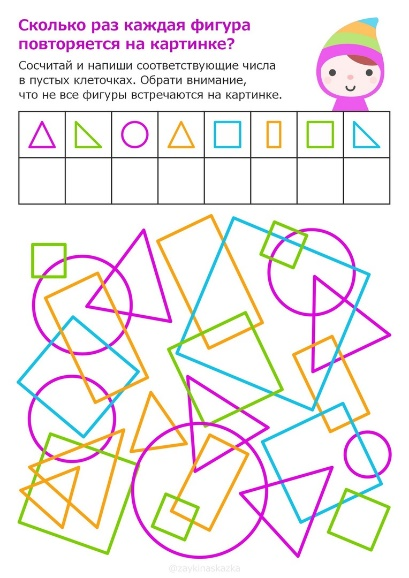 Сколько раз каждая фигура
повторяется на картинке?
Сосчитай и напиши соответствующие числа
в пустых клеточках. Обрати внимание,
что не все фигуры встречаются на картинке.
@zaykinaskazka